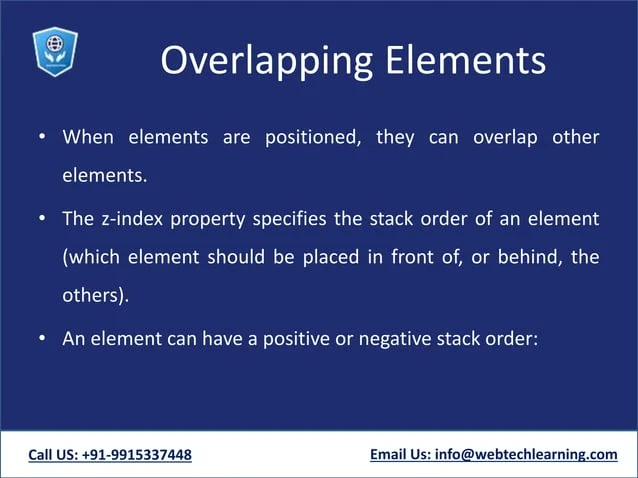 Overlapping Elements
• When elements are positioned, they can overlap other
elements.
• The z-index property specifies the stack order of an element
(which element should be placed in front of, or behind, the
others).
• An element can have a positive or negative stack order:
Call US: +91-9915337448
Email Us: info@webtechlearning.com